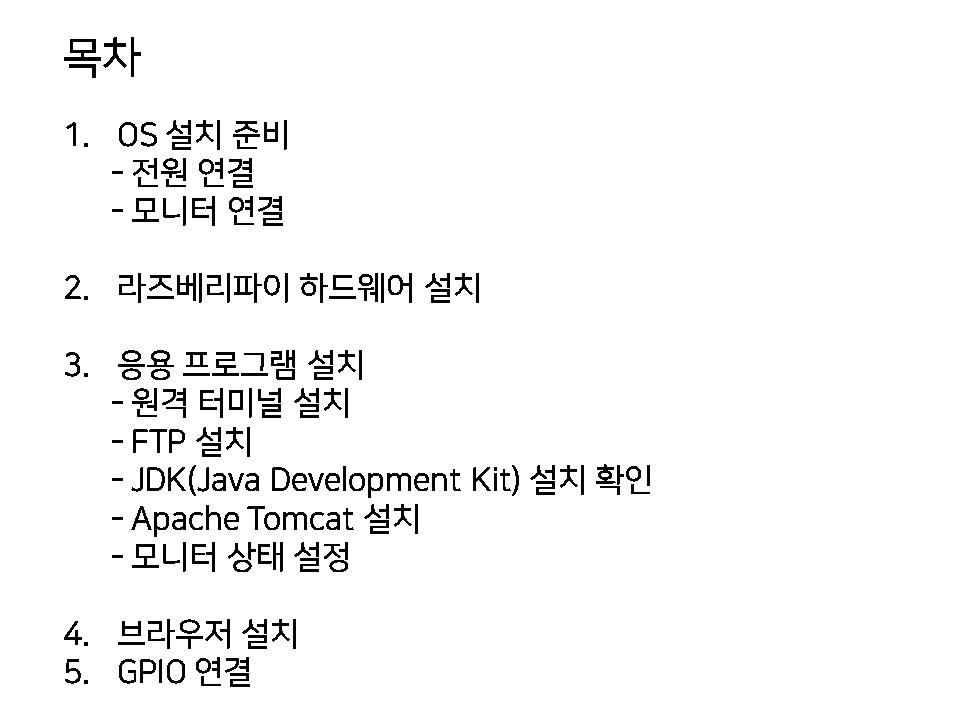 목차
1. OS 설치 준비
- 전원 연결
- 모니터 연결
2. 라즈베리파이 하드웨어 설치
3. 응용 프로그램 설치
- 원격 터미널 설치
- FTP 설치
- JDK(Java Development Kit) 설치 확인
- Apache Tomcat 설치
- 모니터 상태 설정
4. 브라우저 설치
5. GPIO 연결